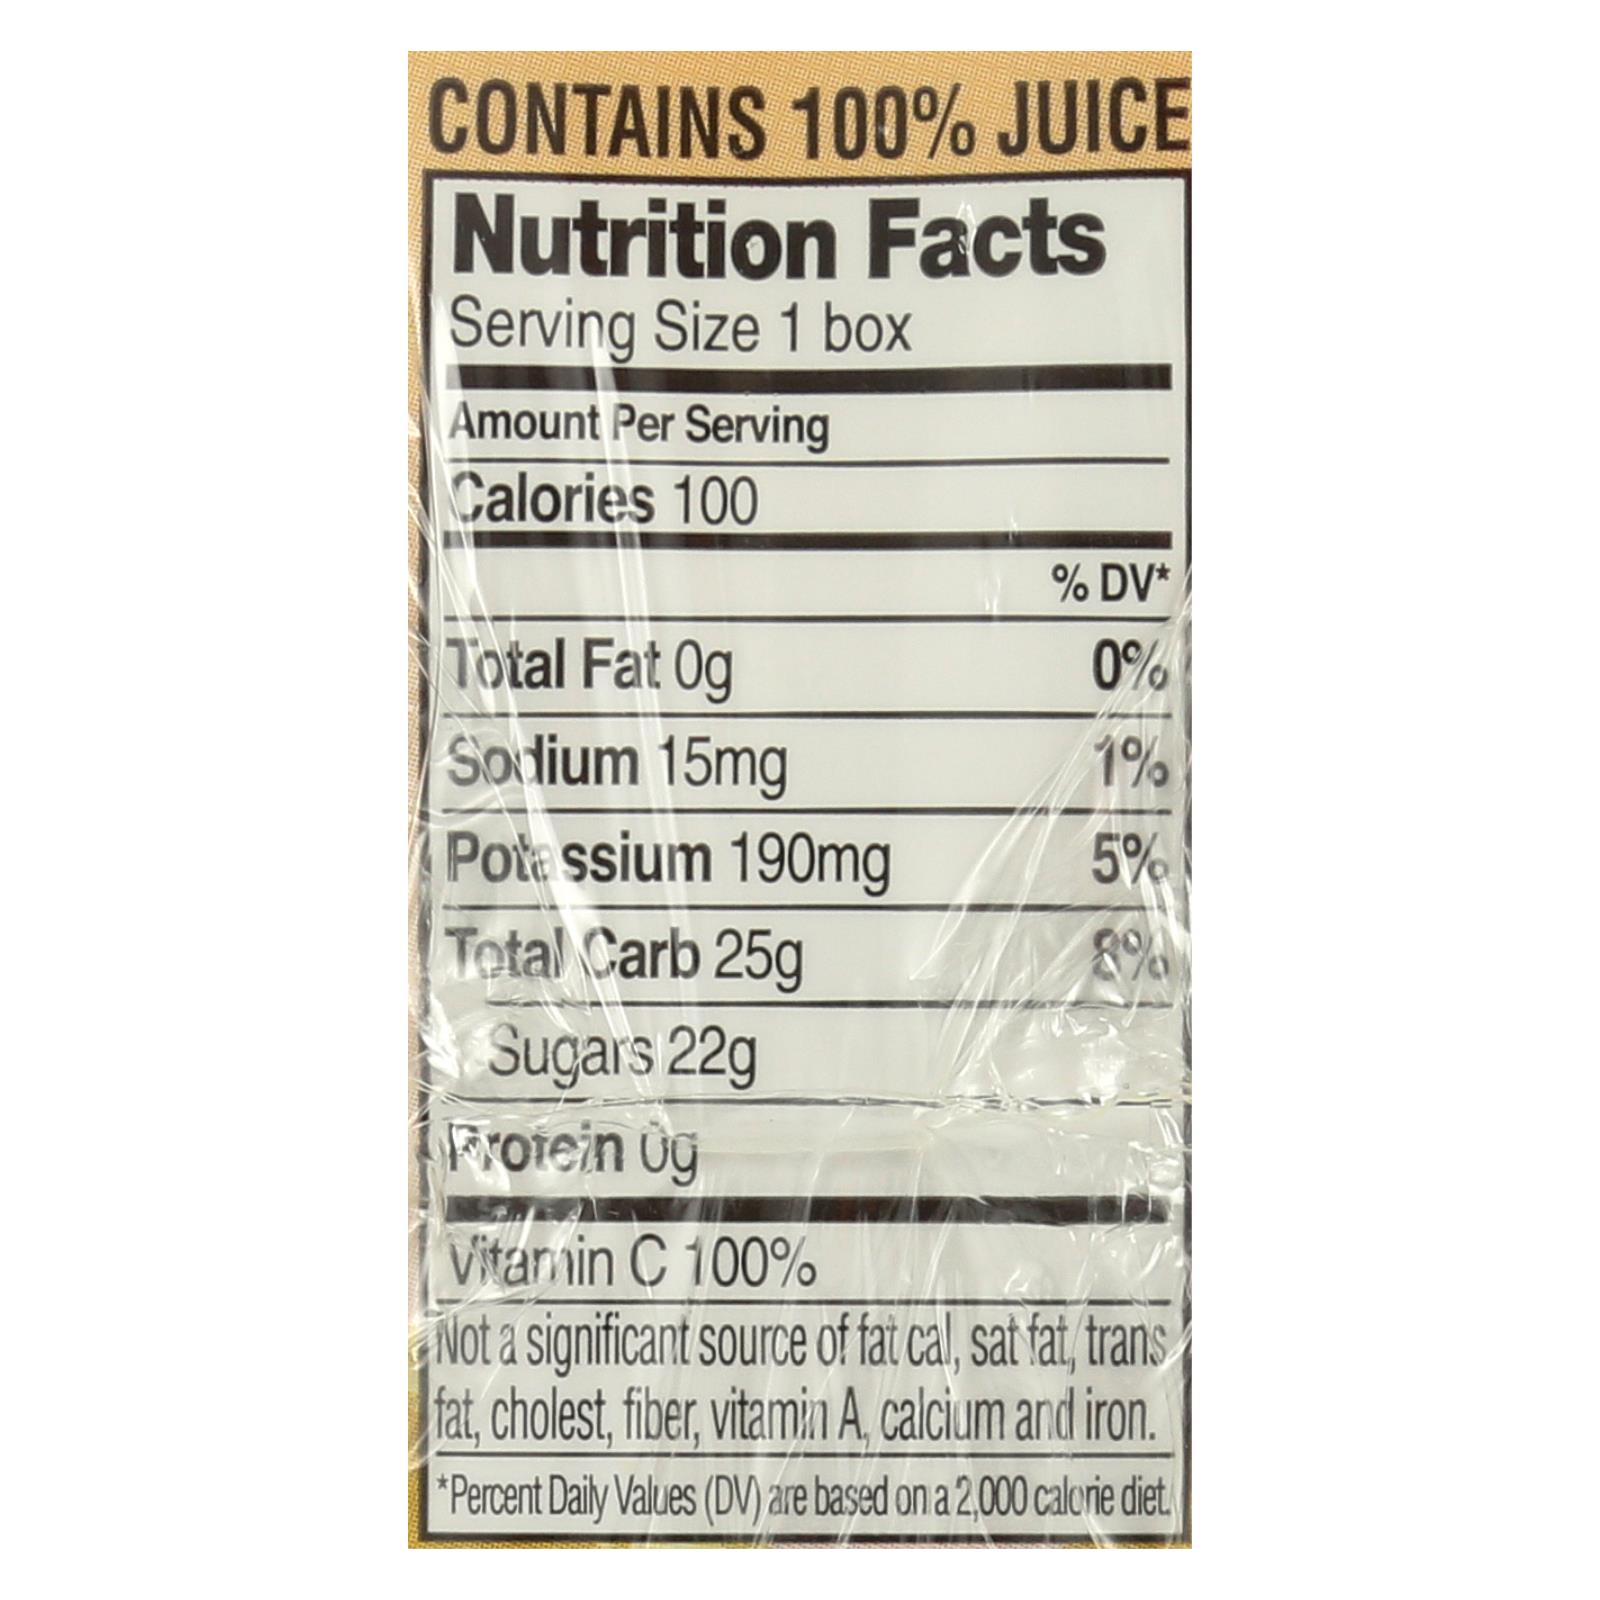 CONTAINS 100% JUICE
Nutrition Facts
Serving Size 1 box
Amount Per Serving
Calories 100
% DV*
Total Fat 0g 0%
Sodium 15mg 1%
Potassium 190mg 5%
Total Carb 25g 8%
Sugars 22g
Protein 0g
Vitamin C 100%
Not a significant source of fat cal, sat fat, trans
fat, cholest, fiber, vitamin A, calcium and iron.
*Percent Daily Values (DV) are based on a 2,000 calorie diet.